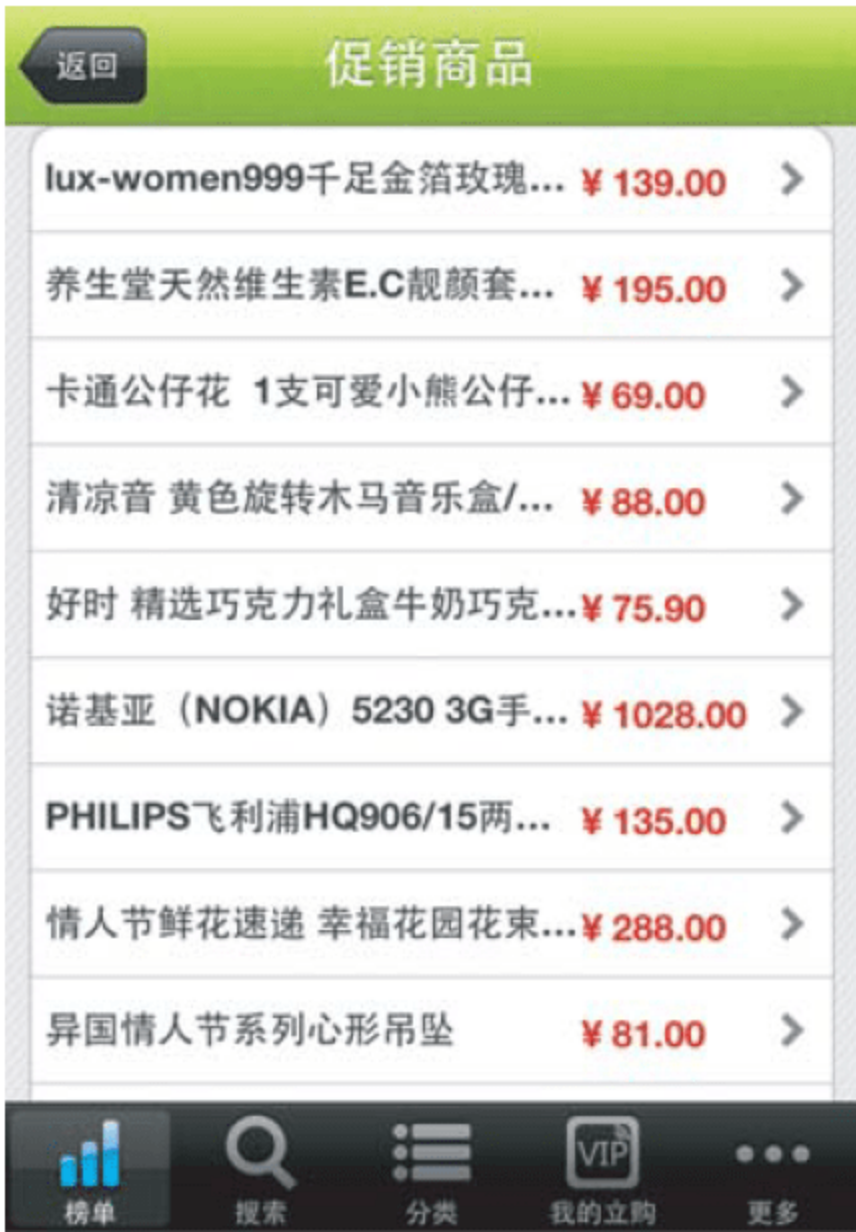 返回
促销商品
lux-women999千足金箔玫瑰... ¥ 139.00
养生堂天然维生素E.C靓颜套... ¥ 195.00
卡通公仔花 1支可爱小熊公仔... ¥ 69.00
清凉音 黄色旋转木马音乐盒/... ¥ 88.00
好时 精选巧克力礼盒牛奶巧克... ¥ 75.90
诺基亚（NOKIA）5230 3G手... ¥ 1028.00
PHILIPS飞利浦HQ906/15两... ¥ 135.00
情人节鲜花速递 幸福花园花束... ¥ 288.00
异国情人节系列心形吊坠 ¥ 81.00
VIP
榜单 搜索 分类 我的立购 更多